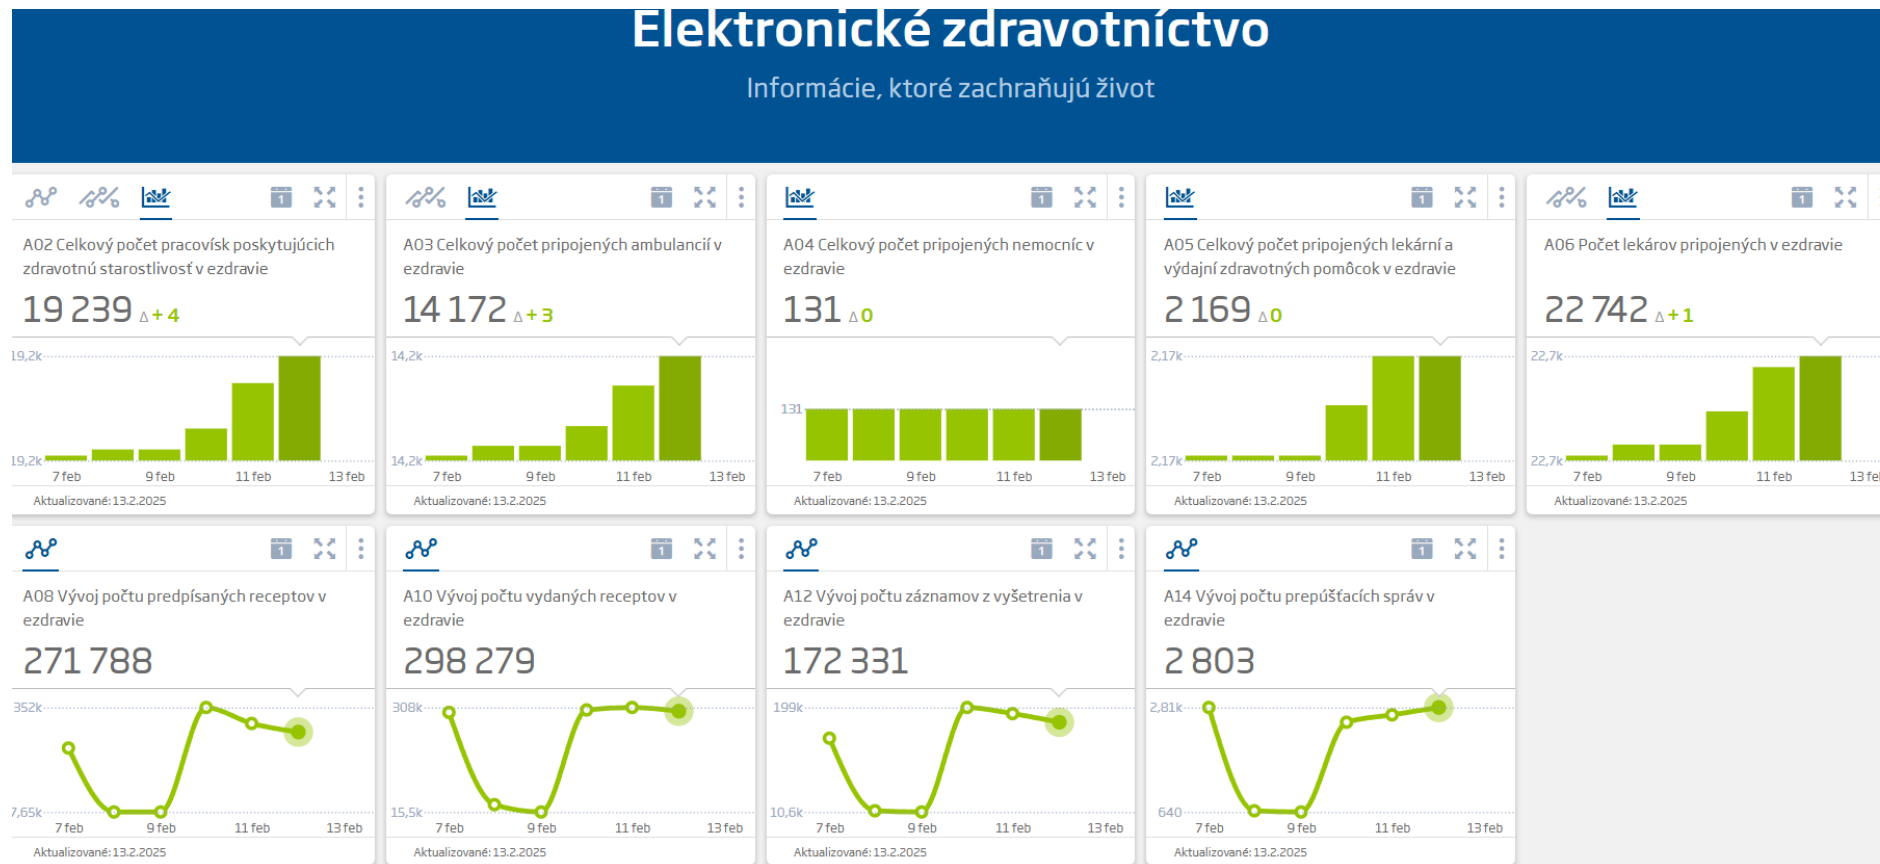 Elektronické zdravotníctvo
Informácie, ktoré zachraňujú život
A02 Celkový počet pracovísk poskytujúcich
zdravotnú starostlivosť v ezdravie
19 239 Δ + 4
19,2k
19,2k
7 feb 9 feb 11 feb 13 feb
Aktualizované: 13.2.2025
A03 Celkový počet pripojených ambulancií v
ezdravie
14 172 Δ + 3
14,2k
14,2k
7 feb 9 feb 11 feb 13 feb
Aktualizované: 13.2.2025
A04 Celkový počet pripojených nemocníc v
ezdravie
131 Δ 0
131
7 feb 9 feb 11 feb 13 feb
Aktualizované: 13.2.2025
A05 Celkový počet pripojených lekární a
výdajní zdravotných pomôcok v ezdravie
2 169 Δ 0
2,17k
2,17k
7 feb 9 feb 11 feb 13 feb
Aktualizované: 13.2.2025
A06 Počet lekárov pripojených v ezdravie
22 742 Δ + 1
22,7k
22,7k
7 feb 9 feb 11 feb 13 feb
Aktualizované: 13.2.2025
A08 Vývoj počtu predpísaných receptov v
ezdravie
271 788
352k
7,65k
7 feb 9 feb 11 feb 13 feb
Aktualizované: 13.2.2025
A10 Vývoj počtu vydaných receptov v
ezdravie
298 279
308k
15,5k
7 feb 9 feb 11 feb 13 feb
Aktualizované: 13.2.2025
A12 Vývoj počtu záznamov z vyšetrenia v
ezdravie
172 331
199k
10,6k
7 feb 9 feb 11 feb 13 feb
Aktualizované: 13.2.2025
A14 Vývoj počtu prepúšťacích správ v
ezdravie
2 803
2,81k
640
7 feb 9 feb 11 feb 13 feb
Aktualizované: 13.2.2025